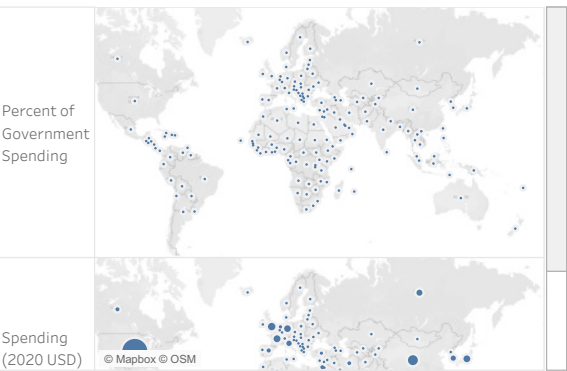 Percent of
Government
Spending
Spending
(2020 USD)
© Mapbox © OSM